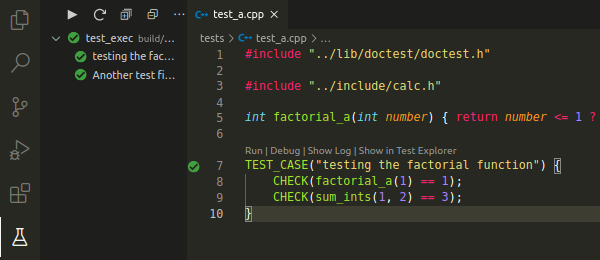 test_a.cpp
test_exec build/...
testing the fac...
Another test fi...
tests > test_a.cpp > ...
1 #include "../lib/doctest/doctest.h"
2
3 #include "../include/calc.h"
4
5 int factorial_a(int number) { return number <= 1 ?
6
Run | Debug | Show Log | Show in Test Explorer
7 TEST_CASE("testing the factorial function") {
8 CHECK(factorial_a(1) == 1);
9 CHECK(sum_ints(1, 2) == 3);
10 }